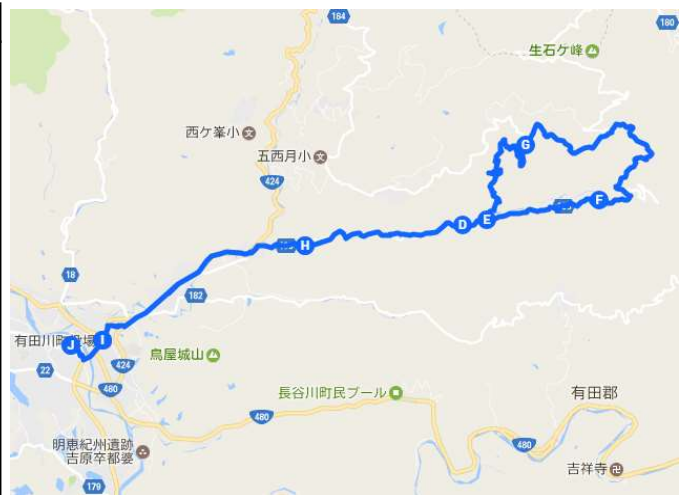 184
180
生石ケ峰
西ケ峯小
五西月小
424
G
F
D
E
H
18
182
有田川町役場
J
I
鳥屋城山
424
22
480
長谷川町民プール
有田郡
480
明恵紀州遺跡
吉原卒都婆
480
吉祥寺
179